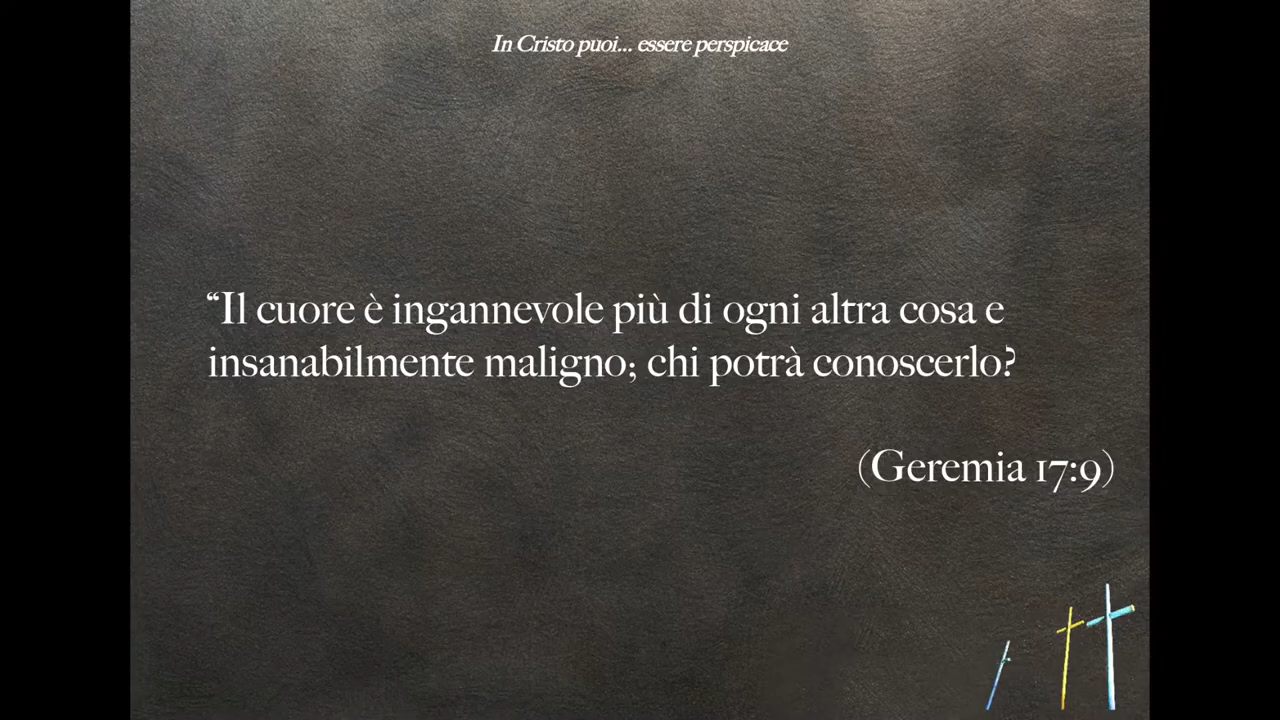 In Cristo puoi... essere perspicace
“Il cuore è ingannevole più di ogni altra cosa e
insanabilmente maligno; chi potrà conoscerlo?
(Geremia 17:9)